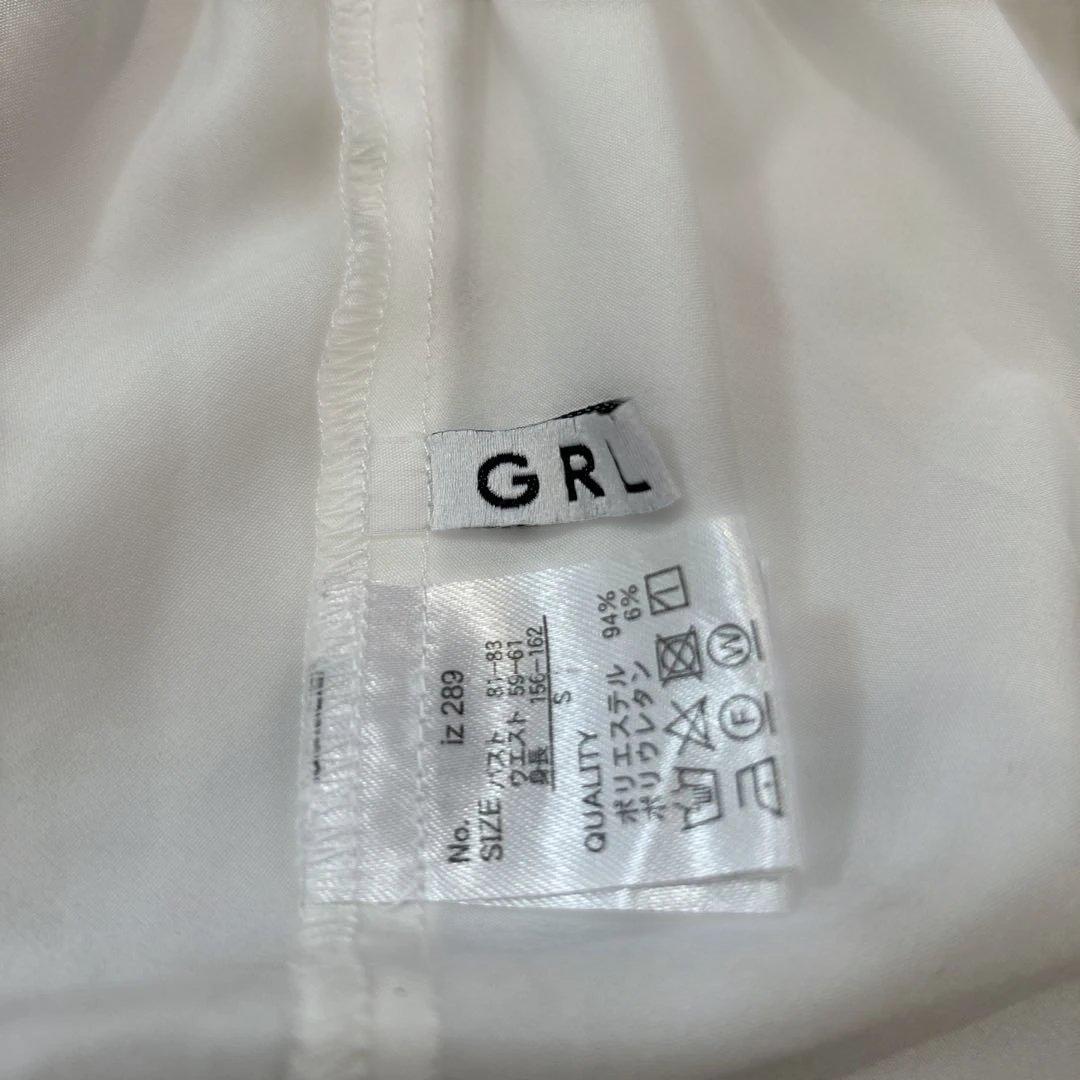 GRL
No. iz 289
SIZE バスト 81-83
ウエスト 59-61
身長 156-162
S
QUALITY
ポリエステル 94%
ポリウレタン 6%
F W